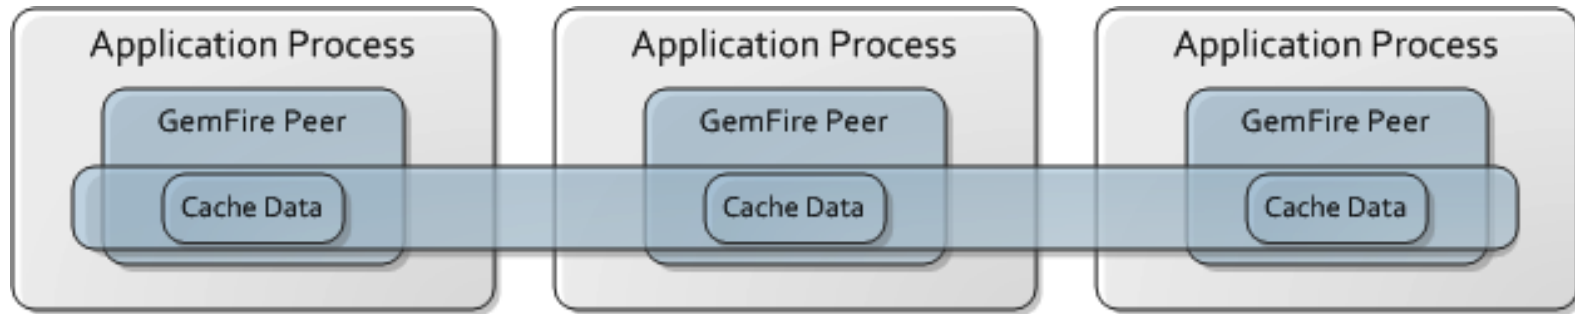 Application Process
Application Process
Application Process
GemFire Peer
GemFire Peer
GemFire Peer
Cache Data
Cache Data
Cache Data